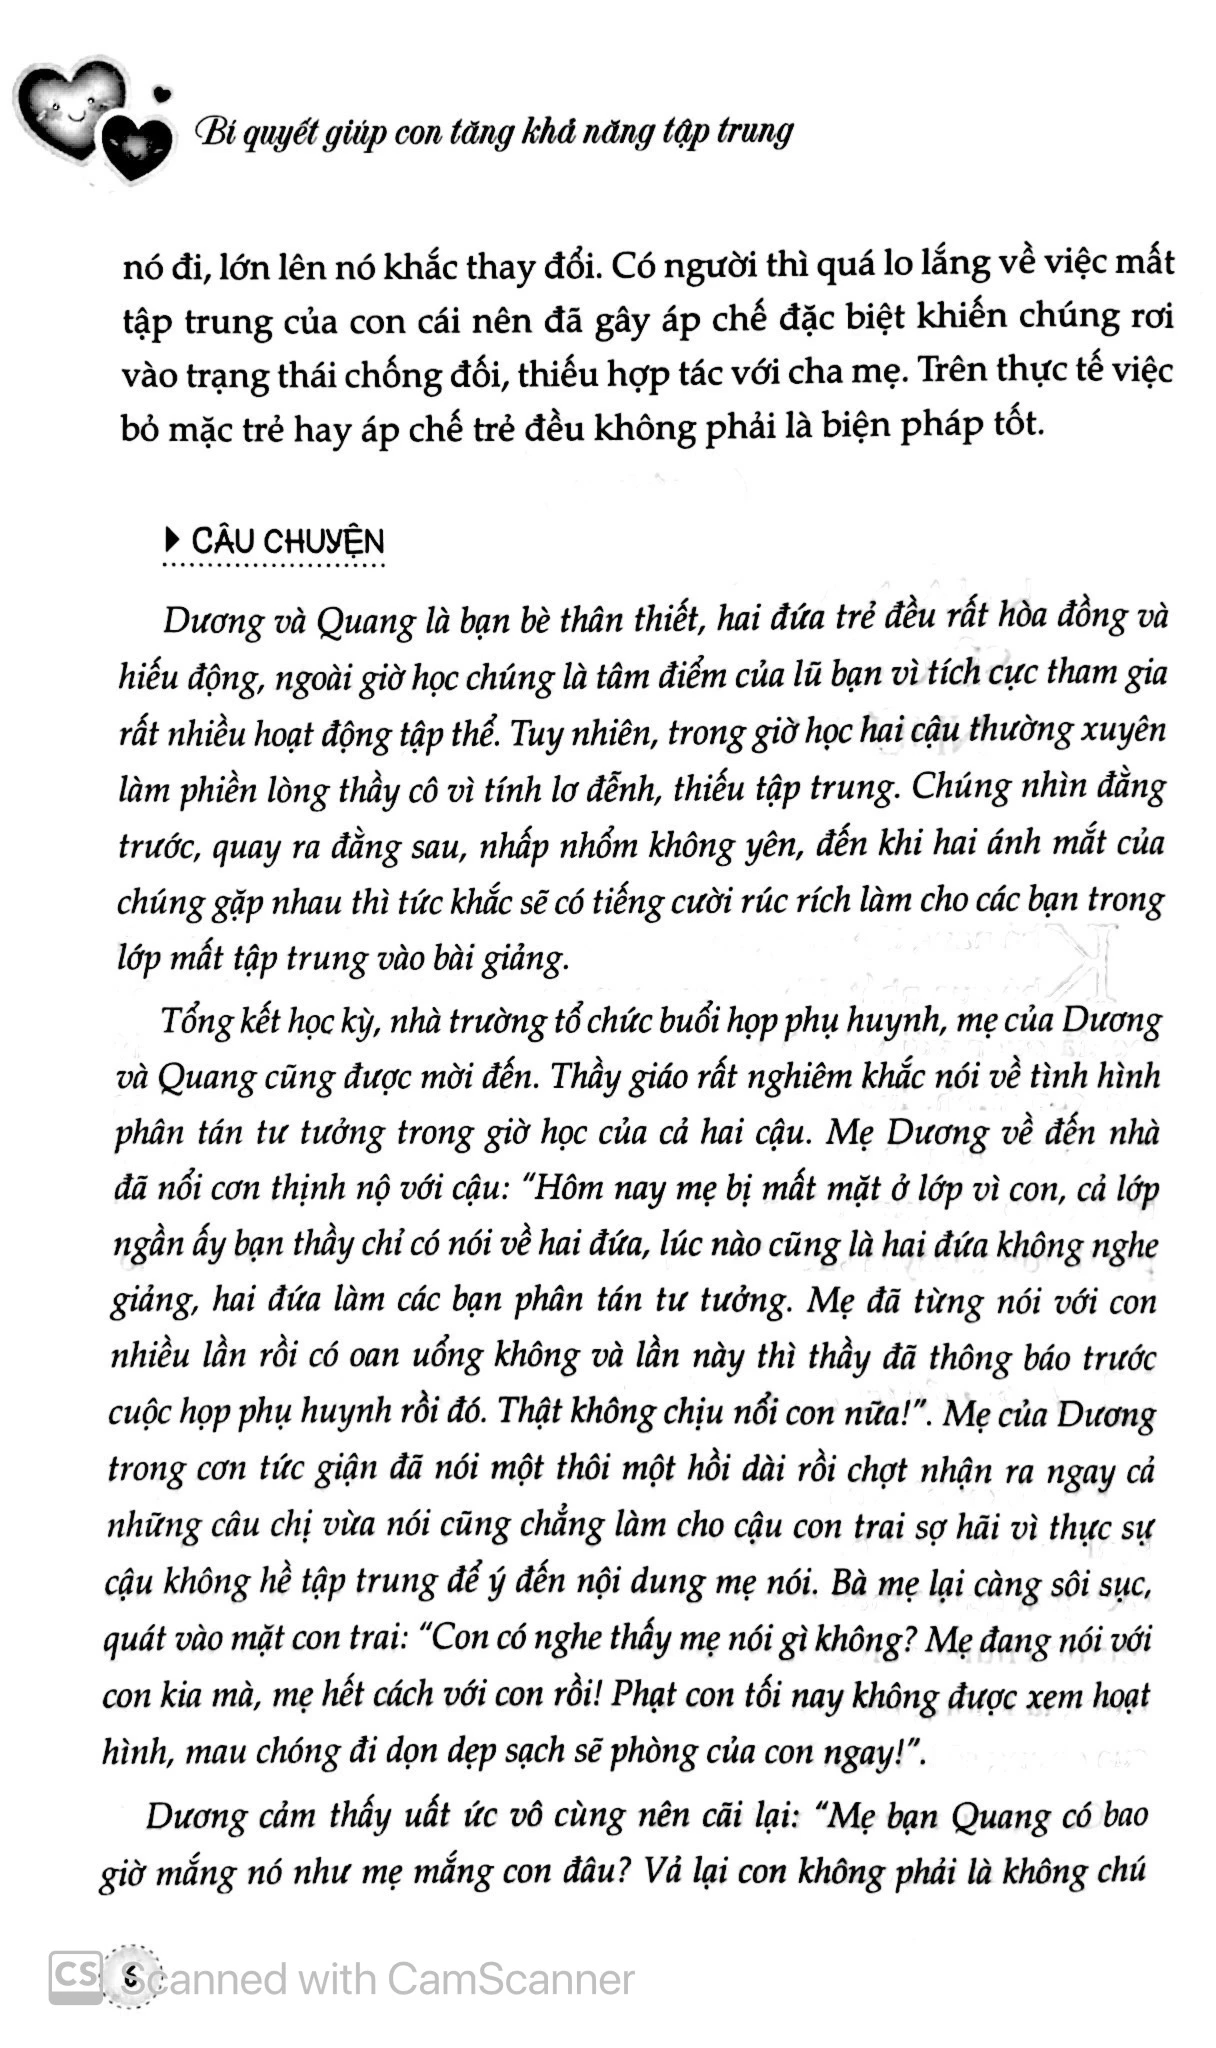 Bí quyết giúp con tăng khả năng tập trung
nó đi, lớn lên nó khắc thay đổi. Có người thì quá lo lắng về việc mất
tập trung của con cái nên đã gây áp chế đặc biệt khiến chúng rơi
vào trạng thái chống đối, thiếu hợp tác với cha mẹ. Trên thực tế việc
bỏ mặc trẻ hay áp chế trẻ đều không phải là biện pháp tốt.
CÂU CHUYỆN
Dương và Quang là bạn bè thân thiết, hai đứa trẻ đều rất hòa đồng và
hiếu động, ngoài giờ học chúng là tâm điểm của lũ bạn vì tích cực tham gia
rất nhiều hoạt động tập thể. Tuy nhiên, trong giờ học hai cậu thường xuyên
làm phiền lòng thầy cô vì tính lơ đễnh, thiếu tập trung. Chúng nhìn đằng
trước, quay ra đằng sau, nhấp nhổm không yên, đến khi hai ánh mắt của
chúng gặp nhau thì tức khắc sẽ có tiếng cười rúc rích làm cho các bạn trong
lớp mất tập trung vào bài giảng.
Tổng kết học kỳ, nhà trường tổ chức buổi họp phụ huynh, mẹ của Dương
và Quang cũng được mời đến. Thầy giáo rất nghiêm khắc nói về tình hình
phân tán tư tưởng trong giờ học của cả hai cậu. Mẹ Dương về đến nhà
đã nổi cơn thịnh nộ với cậu: “Hôm nay mẹ bị mất mặt ở lớp vì con, cả lớp
ngần ấy bạn thầy chỉ có nói về hai đứa, lúc nào cũng là hai đứa không nghe
giảng, hai đứa làm các bạn phân tán tư tưởng. Mẹ đã từng nói với con
nhiều lần rồi có oan uổng không và lần này thì thầy đã thông báo trước
cuộc họp phụ huynh rồi đó. Thật không chịu nổi con nữa!”. Mẹ của Dương
trong cơn tức giận đã nói một thôi một hồi dài rồi chợt nhận ra ngay cả
những câu chị vừa nói cũng chẳng làm cho cậu con trai sợ hãi vì thực sự
cậu không hề tập trung để ý đến nội dung mẹ nói. Bà mẹ lại càng sôi sục,
quát vào mặt con trai: “Con có nghe thấy mẹ nói gì không? Mẹ đang nói với
con kia mà, mẹ hết cách với con rồi! Phạt con tối nay không được xem hoạt
hình, mau chóng đi dọn dẹp sạch sẽ phòng của con ngay!”.
Dương cảm thấy uất ức vô cùng nên cãi lại: “Mẹ bạn Quang có bao
giờ mắng nó như mẹ mắng con đâu? Vả lại con không phải là không chú
6
CS Scanned with CamScanner